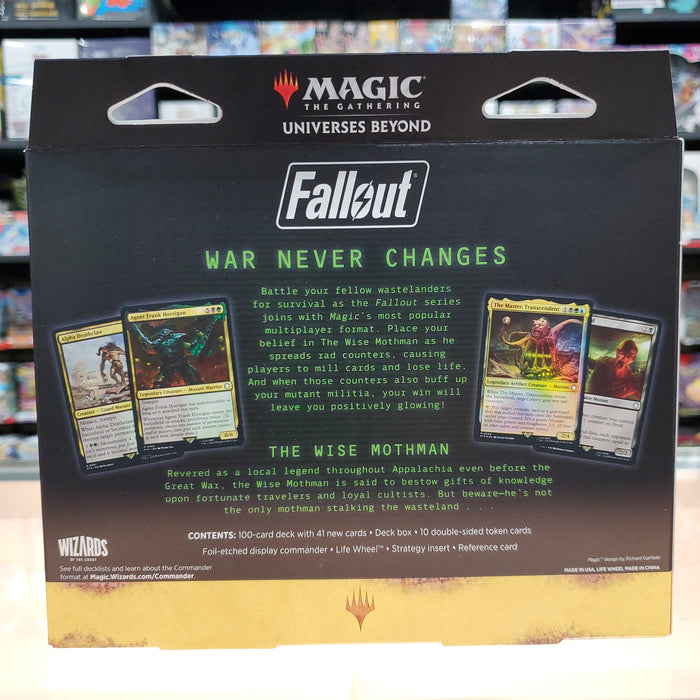 MAGIC
THE GATHERING
UNIVERSES BEYOND
Fallout
WAR NEVER CHANGES
Battle your fellow wastelanders
for survival as the Fallout series
joins with Magic's most popular
multiplayer format. Place your
belief in The Wise Mothman as he
spreads rad counters, causing
players to mill cards and lose life.
And when those counters also buff up
your mutant militia, your win will
leave you positively glowing!
Alpha Deathclaw
Creature — Lizard Mutant
Agent Frank Horrigan
Legendary Creature — Mutant Warrior
8/6
The Master, Transcendent
Legendary Artifact Creature — Mutant
2/4
THE WISE MOTHMAN
Revered as a local legend throughout Appalachia even before the
Great War, the Wise Mothman is said to bestow gifts of knowledge
upon fortunate travelers and loyal cultists. But beware—he's not
the only mothman stalking the wasteland . . .
CONTENTS: 100-card deck with 41 new cards • Deck box • 10 double-sided token cards
Foil-etched display commander • Life Wheel™ • Strategy insert • Reference card
WIZARDS
OF THE COAST
See full decklists and learn about the Commander
format at Magic.Wizards.com/Commander.
Magic™ design by Richard Garfield
MADE IN USA, LIFE WHEEL MADE IN CHINA